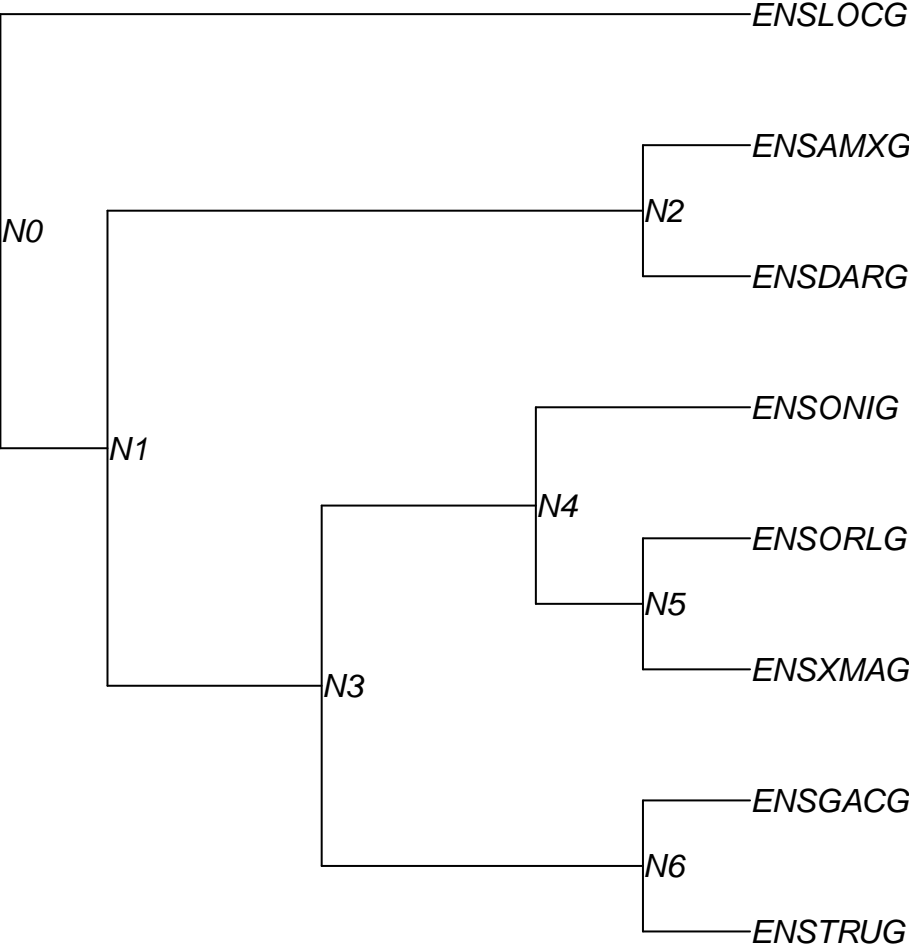 ENSLOCG
ENSAMXG
N2
N0
ENSDARG
ENSONIG
N1
N4
ENSORLG
N5
ENSXMAG
N3
ENSGACG
N6
ENSTRUG